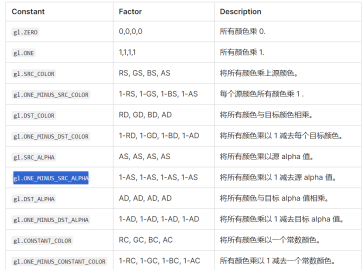 Constant Factor Description
gl.ZERO 0,0,0,0 所有颜色乘 0.
gl.ONE 1,1,1,1 所有颜色乘 1.
gl.SRC_COLOR RS, GS, BS, AS 将所有颜色乘上源颜色。
gl.ONE_MINUS_SRC_COLOR 1-RS, 1-GS, 1-BS, 1-AS 每个源颜色所有颜色乘 1 .
gl.DST_COLOR RD, GD, BD, AD 将所有颜色与目标颜色相乘。
gl.ONE_MINUS_DST_COLOR 1-RD, 1-GD, 1-BD, 1-AD 将所有颜色乘以 1 减去每个目标颜色。
gl.SRC_ALPHA AS, AS, AS, AS 将所有颜色乘以源 alpha 值。
gl.ONE_MINUS_SRC_ALPHA 1-AS, 1-AS, 1-AS, 1-AS 将所有颜色乘以 1 减去源 alpha 值。
gl.DST_ALPHA AD, AD, AD, AD 将所有颜色与目标 alpha 值相乘。
gl.ONE_MINUS_DST_ALPHA 1-AD, 1-AD, 1-AD, 1-AD 将所有颜色乘以 1 减去目标 alpha 值。
gl.CONSTANT_COLOR RC, GC, BC, AC 将所有颜色乘以一个常数颜色。
gl.ONE_MINUS_CONSTANT_COLOR 1-RC, 1-GC, 1-BC, 1-AC 所有颜色乘以 1 减去一个常数颜色。